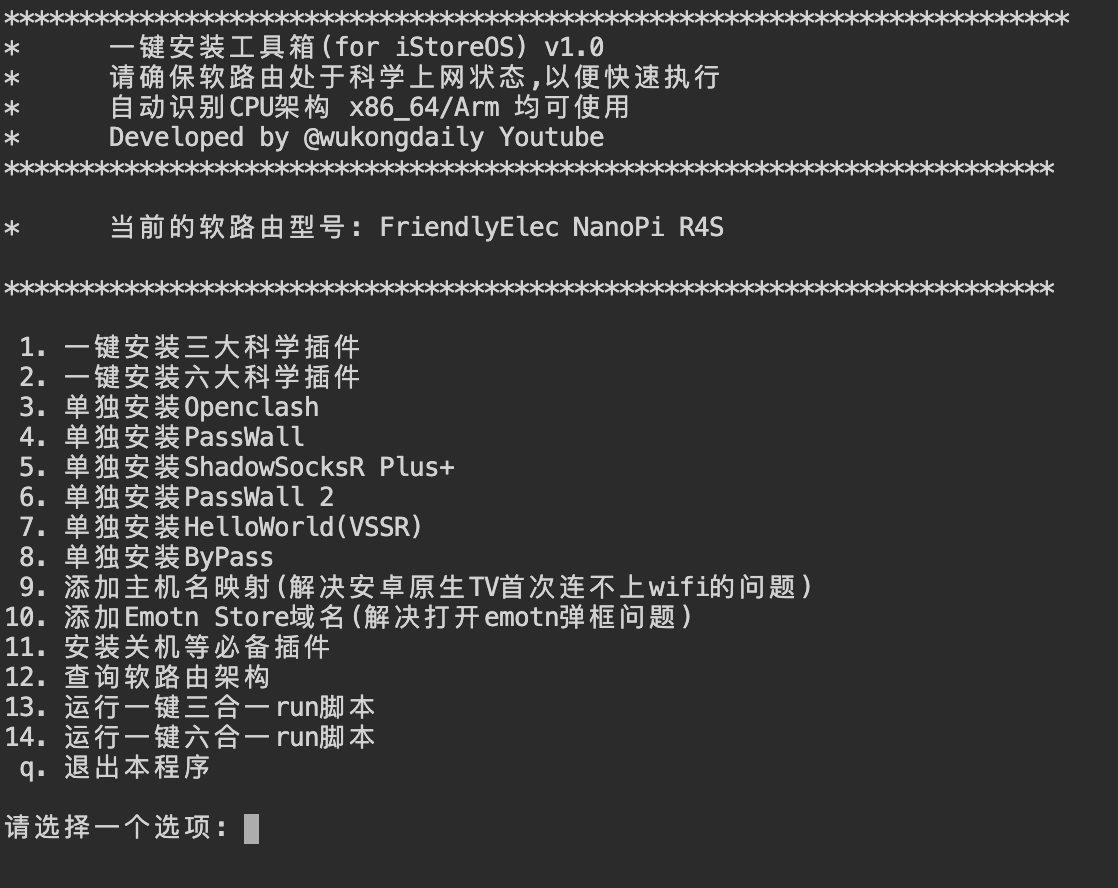 ***********************************************************************
*      一键安装工具箱(for iStoreOS) v1.0
*      请确保软路由处于科学上网状态,以便快速执行
*      自动识别CPU架构 x86_64/Arm 均可使用
*      Developed by @wukongdaily Youtube
**********************************************************************
*      当前的软路由型号: FriendlyElec NanoPi R4S
**********************************************************************
1. 一键安装三大科学插件
2. 一键安装六大科学插件
3. 单独安装Openclash
4. 单独安装PassWall
5. 单独安装ShadowSocksR Plus+
6. 单独安装PassWall 2
7. 单独安装HelloWorld(VSSR)
8. 单独安装ByPass
9. 添加主机名映射(解决安卓原生TV首次连不上wifi的问题)
10. 添加Emotn Store域名(解决打开emotn弹框问题)
11. 安装关机等必备插件
12. 查询软路由架构
13. 运行一键三合一run脚本
14. 运行一键六合一run脚本
q. 退出本程序
请选择一个选项: